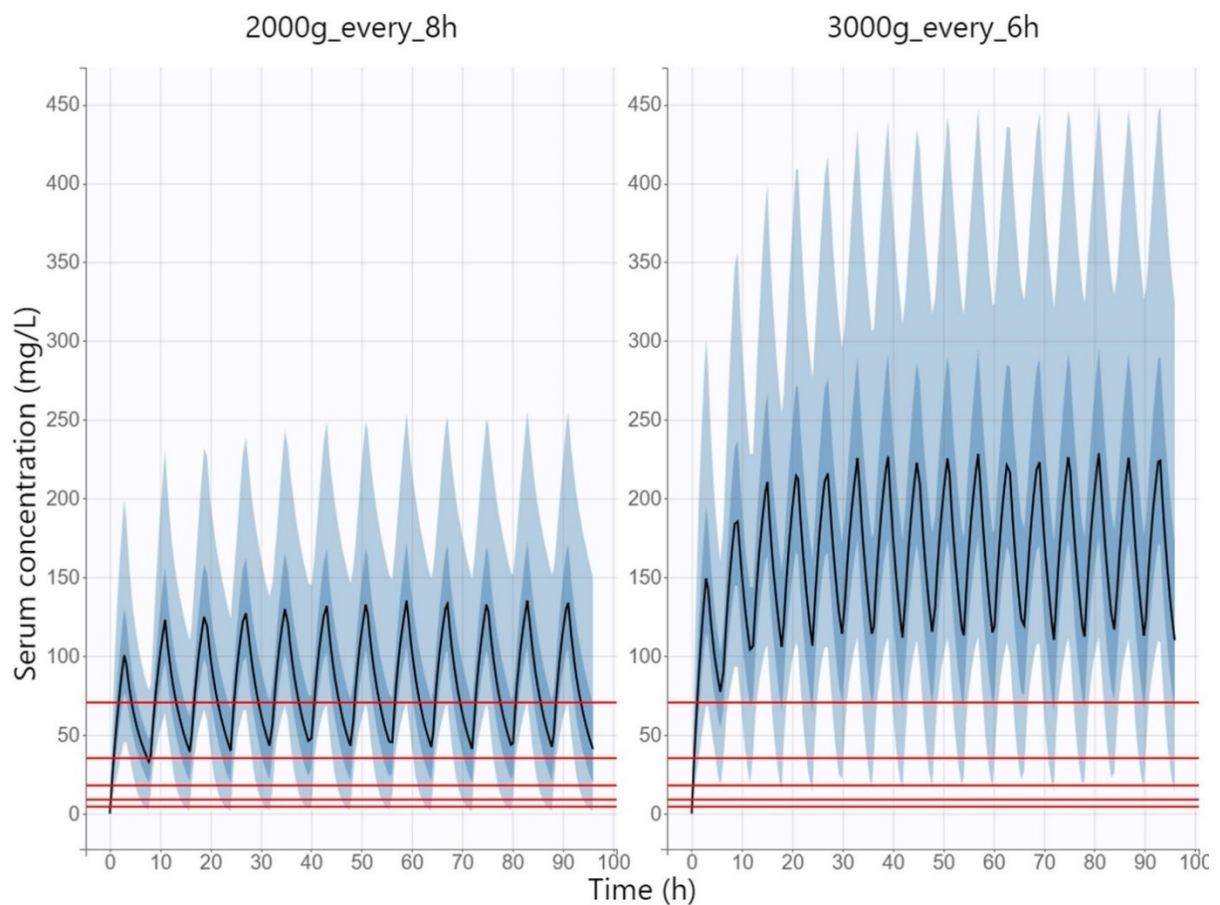 2000g_every_8h 3000g_every_6h
450 450
400 400
350 350
300 300
250 250
200 200
150 150
100 100
50 50
0 0
Serum concentration (mg/L)
0 10 20 30 40 50 60 70 80 90 100 0 10 20 30 40 50 60 70 80 90 100
Time (h)